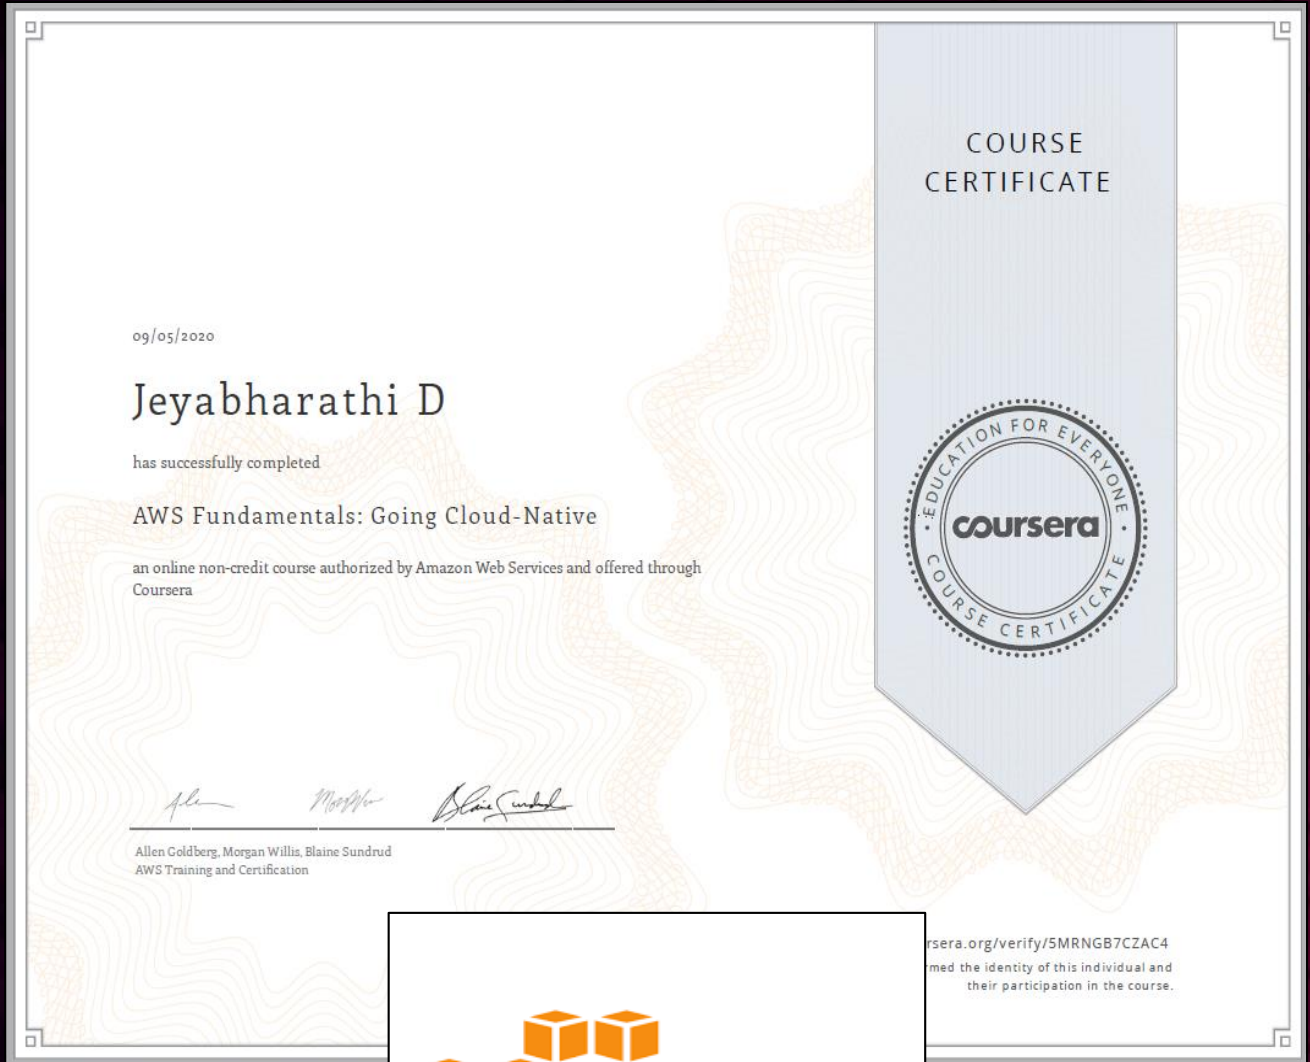 COURSE
CERTIFICATE
09/05/2020
Jeyabharathi D
has successfully completed
AWS Fundamentals: Going Cloud-Native
an online non-credit course authorized by Amazon Web Services and offered through
Coursera
EDUCATION FOR EVERYONE
coursera
COURSE CERTIFICATE
Allen Goldberg, Morgan Willis, Blaine Sundrud
AWS Training and Certification
rsera.org/verify/5MRNGB7CZAC4
rmed the identity of this individual and
their participation in the course.